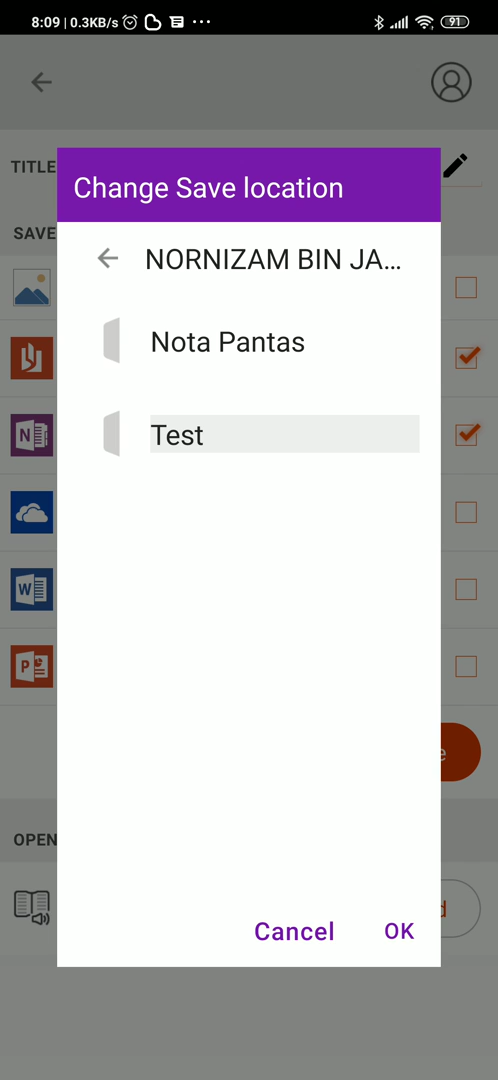 8:09 | 0.3KB/s
91
TITLE
Change Save location
SAVE
NORNIZAM BIN JA...
Nota Pantas
Test
N
W
P
e
OPEN
d
Cancel
OK